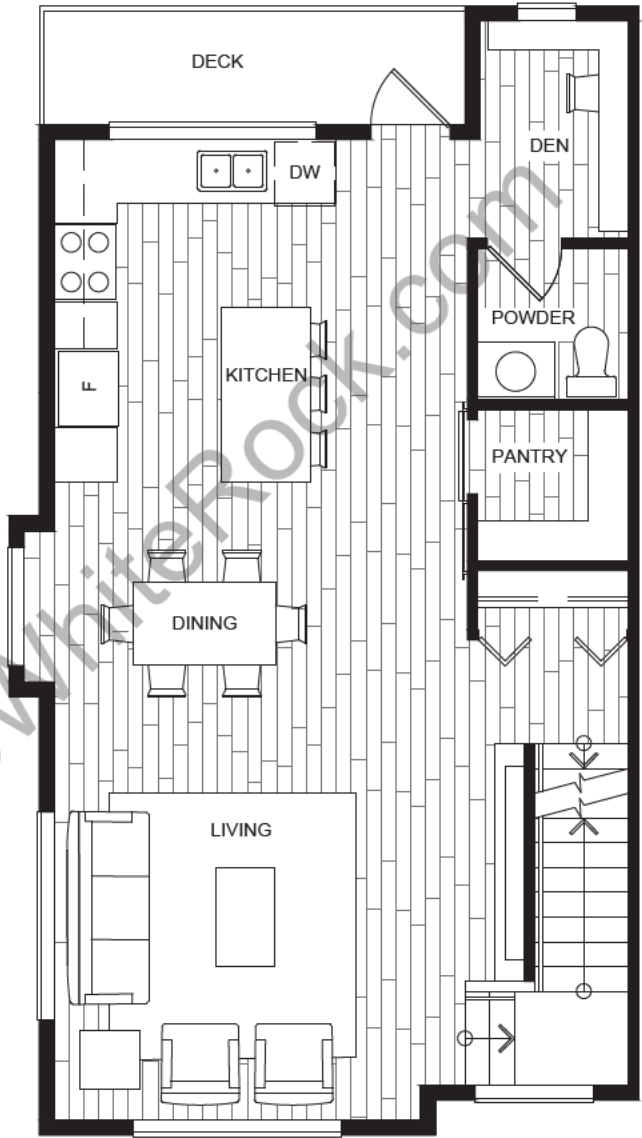 DECK
DEN
DW
POWDER
KITCHEN
F
PANTRY
DINING
LIVING
WhiteRock.com